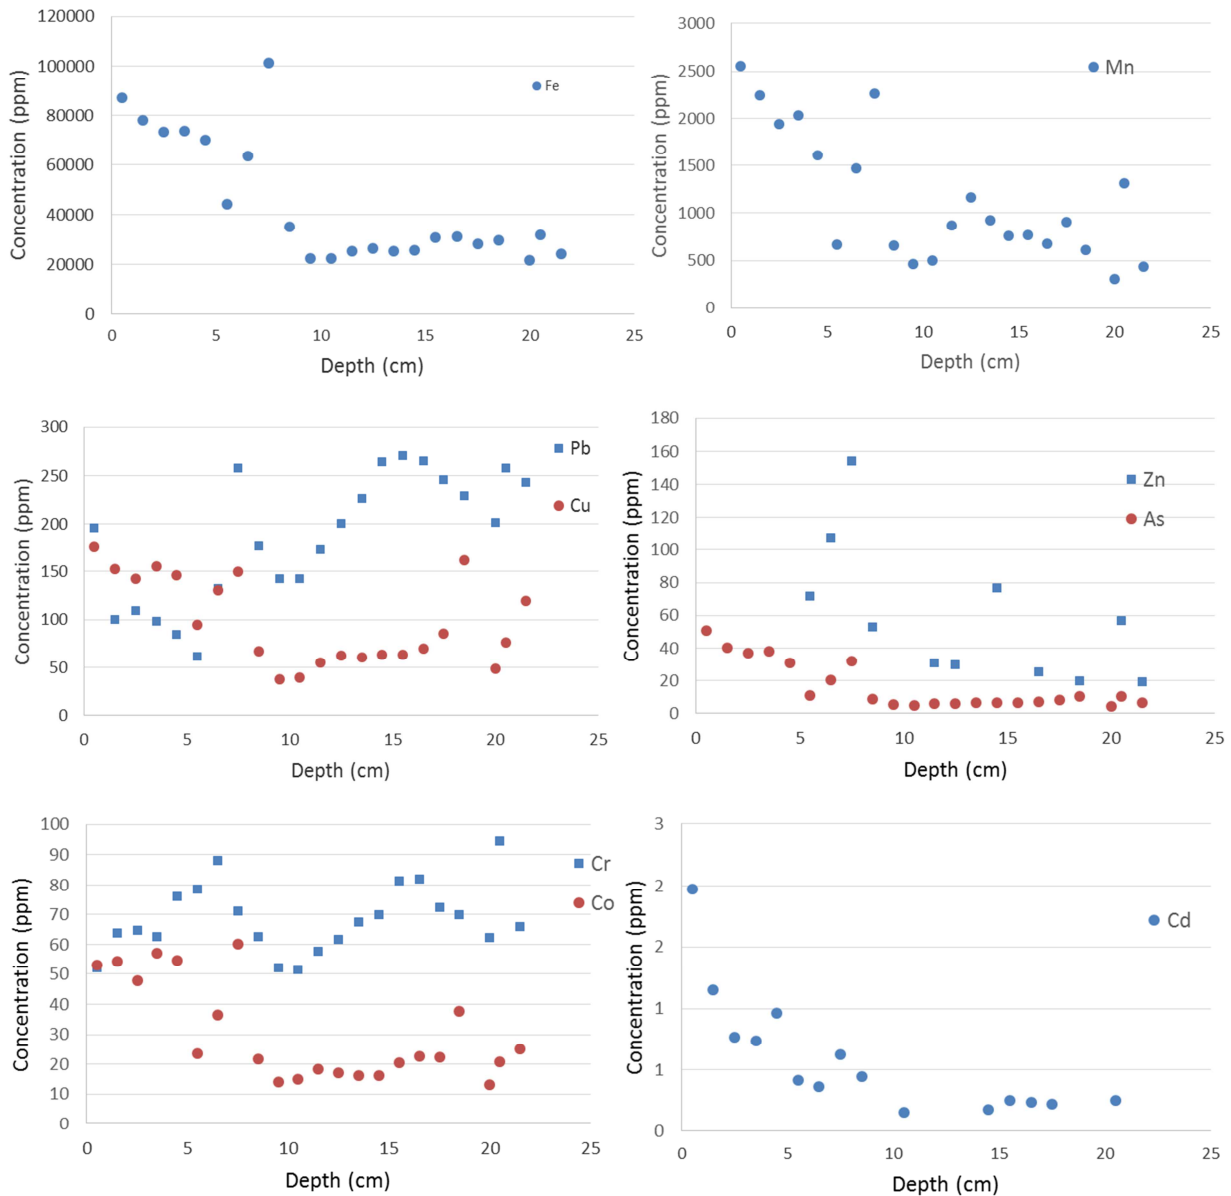 120000
100000
80000
60000
40000
20000
0
Concentration (ppm)
Fe
0 5 10 15 20 25
Depth (cm)
3000
2500
2000
1500
1000
500
0
Concentration (ppm)
Mn
0 5 10 15 20 25
Depth (cm)
300
250
200
150
100
50
0
Concentration (ppm)
Pb
Cu
0 5 10 15 20 25
Depth (cm)
180
160
140
120
100
80
60
40
20
0
Concentration (ppm)
Zn
As
0 5 10 15 20 25
Depth (cm)
100
90
80
70
60
50
40
30
20
10
0
Concentration (ppm)
Cr
Co
0 5 10 15 20 25
Depth (cm)
3
2
2
1
1
0
Concentration (ppm)
Cd
0 5 10 15 20 25
Depth (cm)